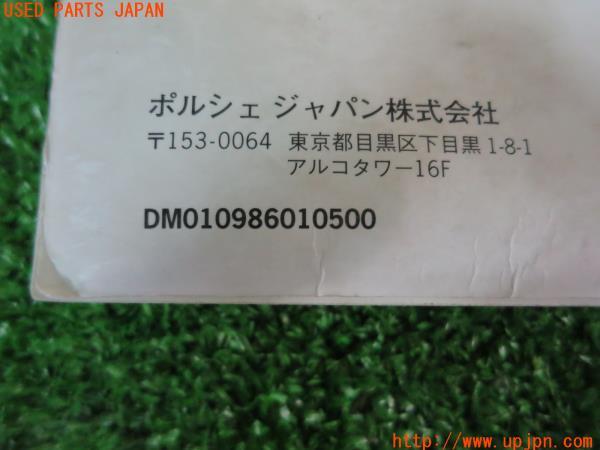 USED PARTS JAPAN
ポルシェ ジャパン株式会社
〒153-0064 東京都目黒区下目黒 1-8-1
アルコタワー16F
DM010986010500
http://www.upjpn.com/